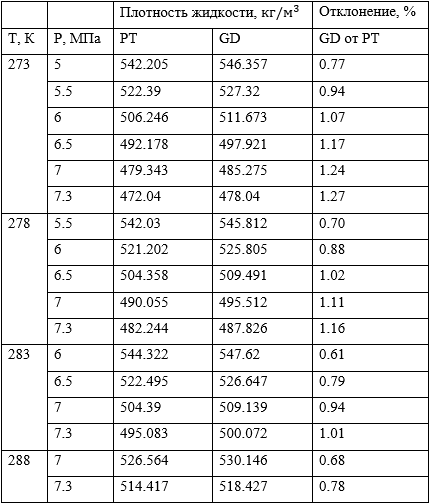 Плотность жидкости, кг/м³ Отклонение, %
T, K P, МПа PT GD GD от PT
273 5 542.205 546.357 0.77
5.5 522.39 527.32 0.94
6 506.246 511.673 1.07
6.5 492.178 497.921 1.17
7 479.343 485.275 1.24
7.3 472.04 478.04 1.27
278 5.5 542.03 545.812 0.70
6 521.202 525.805 0.88
6.5 504.358 509.491 1.02
7 490.055 495.512 1.11
7.3 482.244 487.826 1.16
283 6 544.322 547.62 0.61
6.5 522.495 526.647 0.79
7 504.39 509.139 0.94
7.3 495.083 500.072 1.01
288 7 526.564 530.146 0.68
7.3 514.417 518.427 0.78